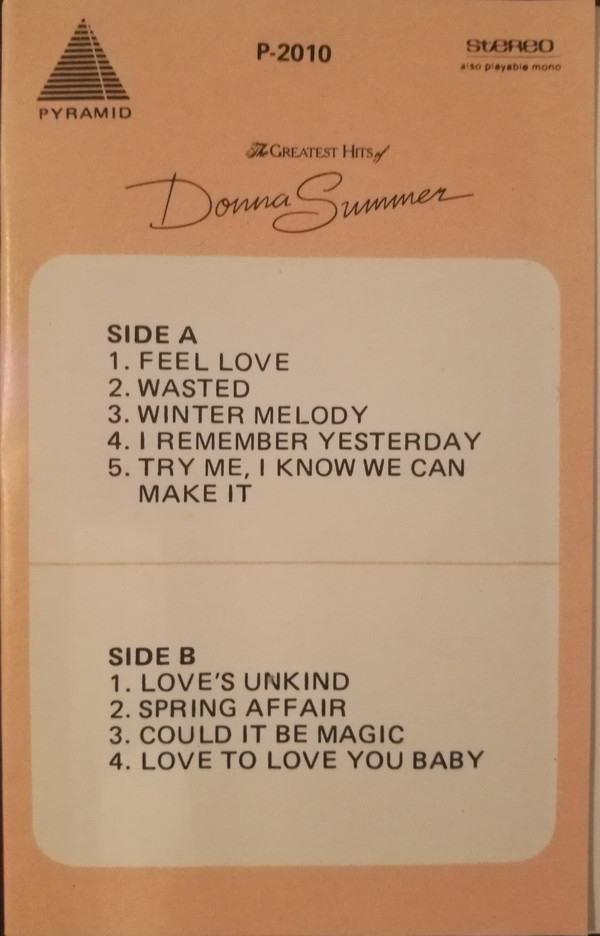 P-2010
STEREO
also playable mono
PYRAMID
The GREATEST HITS of
Donna Summer
SIDE A
1. FEEL LOVE
2. WASTED
3. WINTER MELODY
4. I REMEMBER YESTERDAY
5. TRY ME, I KNOW WE CAN
MAKE IT
SIDE B
1. LOVE'S UNKIND
2. SPRING AFFAIR
3. COULD IT BE MAGIC
4. LOVE TO LOVE YOU BABY